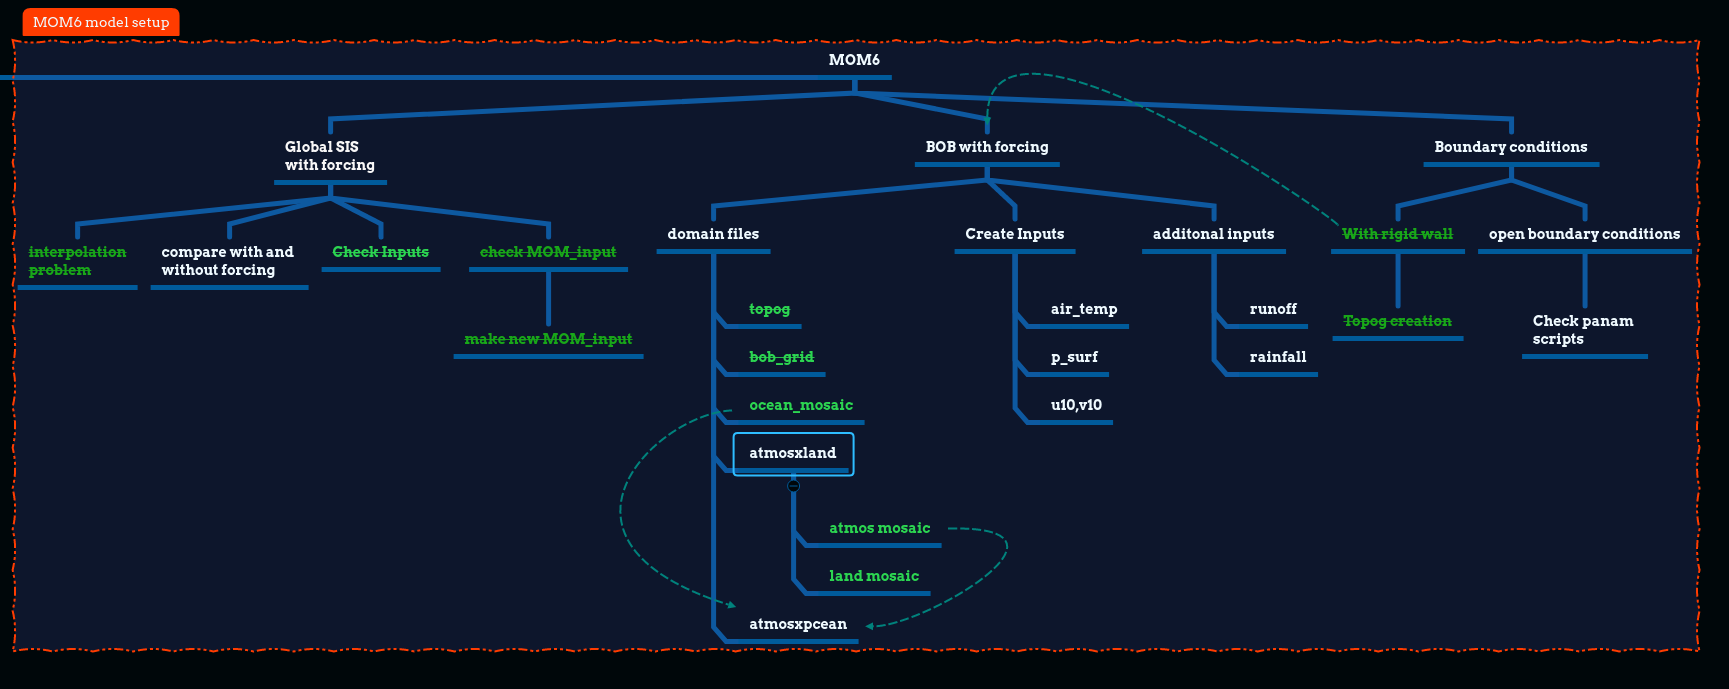 MOM6 model setup
MOM6
Global SIS
with forcing
BOB with forcing
Boundary conditions
interpolation
problem
compare with and
without forcing
Check Inputs
check MOM_input
make new MOM_input
domain files
Create Inputs
additonal inputs
With rigid wall
open boundary conditions
topog
bob_grid
ocean_mosaic
atmosxland
atmos mosaic
land mosaic
atmosxpcean
air_temp
p_surf
u10,v10
runoff
rainfall
Topog creation
Check panam
scripts